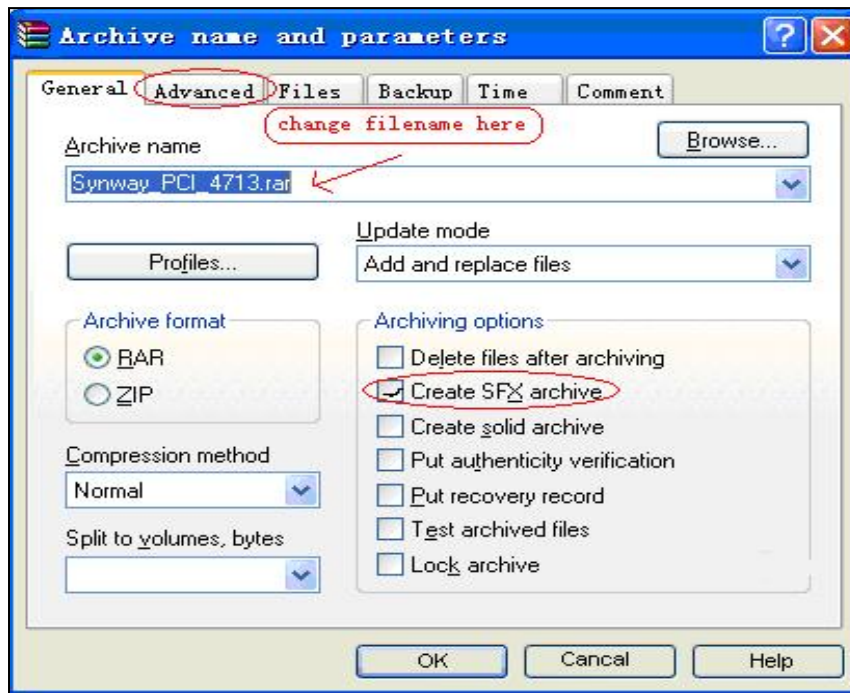 Archive name and parameters
General Advanced Files Backup Time Comment
change filename here
Archive name
Browse...
Synway_PCI_4713.rar
Update mode
Profiles...
Add and replace files
Archive format
Archiving options
RAR
Delete files after archiving
ZIP
Create SFX archive
Create solid archive
Compression method
Put authenticity verification
Normal
Put recovery record
Split to volumes, bytes
Test archived files
Lock archive
OK Cancal Help